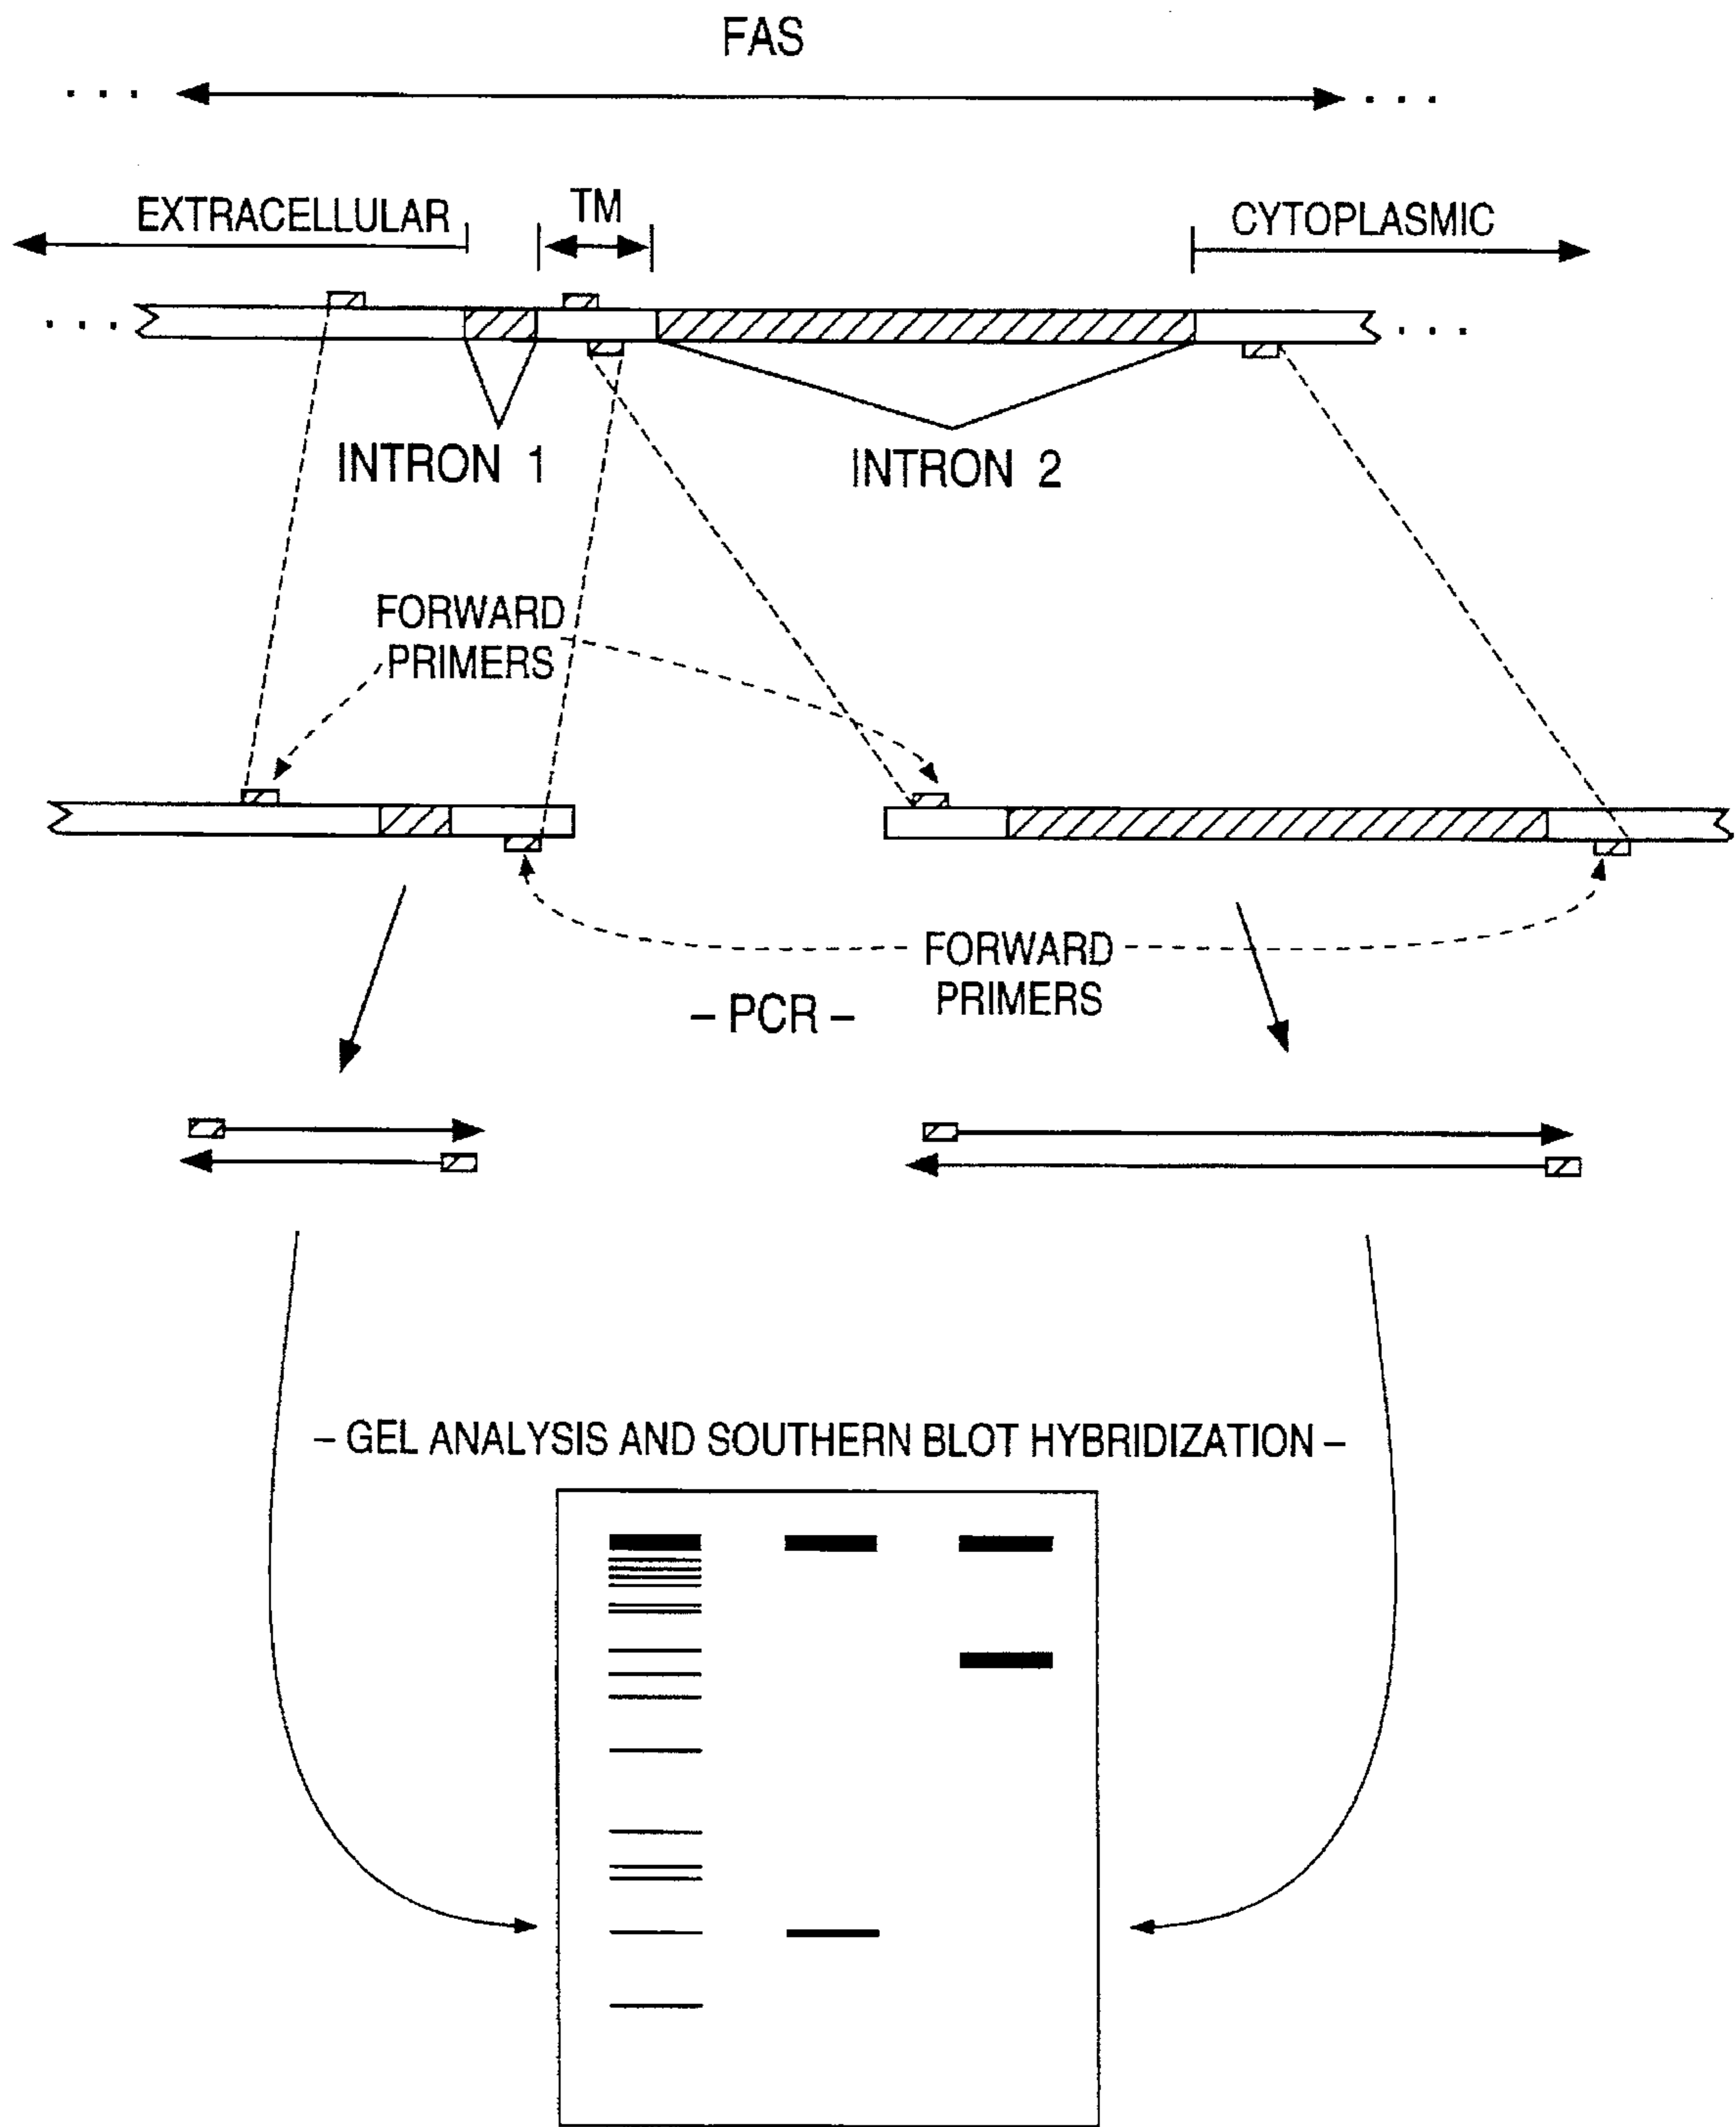 FAS
EXTRACELLULAR
TM
CYTOPLASMIC
INTRON 1
INTRON 2
FORWARD
PRIMERS
FORWARD
PRIMERS
– PCR –
– GEL ANALYSIS AND SOUTHERN BLOT HYBRIDIZATION –